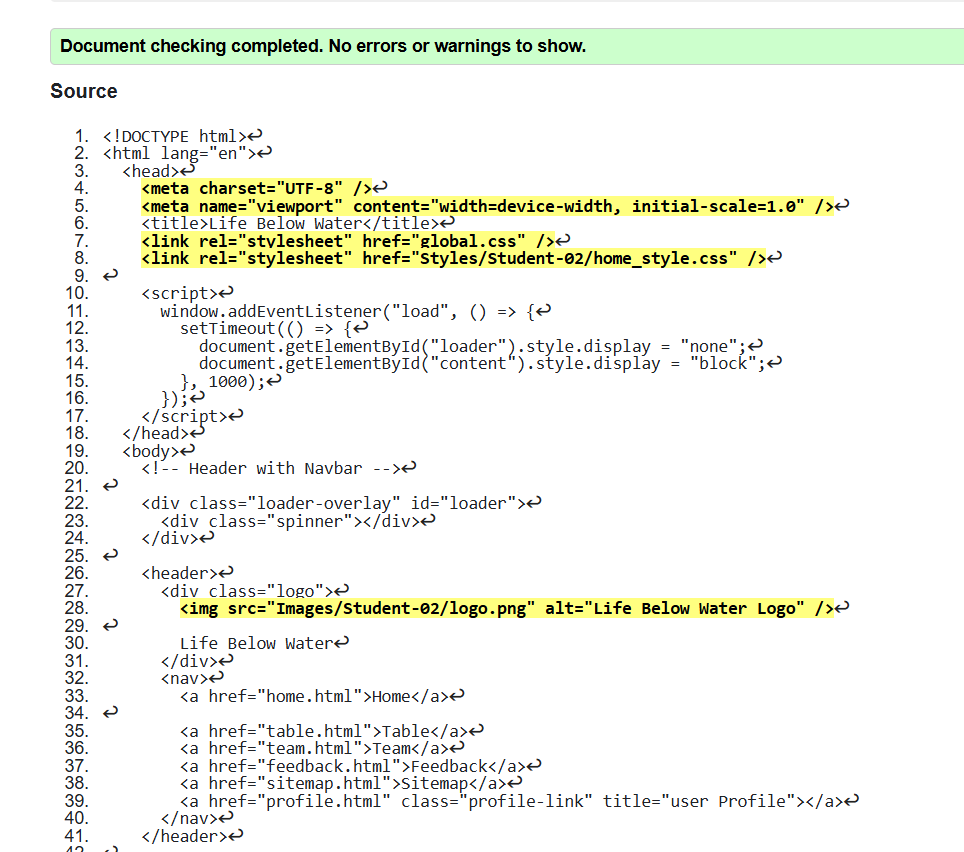 Document checking completed. No errors or warnings to show.
Source
1. <!DOCTYPE html>↩
2. <html lang="en">↩
3.   <head>↩
4.     <meta charset="UTF-8" />↩
5.     <meta name="viewport" content="width=device-width, initial-scale=1.0" />↩
6.     <title>Life Below Water</title>↩
7.     <link rel="stylesheet" href="global.css" />↩
8.     <link rel="stylesheet" href="Styles/Student-02/home_style.css" />↩
9. ↩
10.     <script>↩
11.       window.addEventListener("load", () => {↩
12.         setTimeout(() => {↩
13.           document.getElementById("loader").style.display = "none";↩
14.           document.getElementById("content").style.display = "block";↩
15.         }, 1000);↩
16.       });↩
17.     </script>↩
18.   </head>↩
19.   <body>↩
20.     <!-- Header with Navbar -->↩
21. ↩
22.     <div class="loader-overlay" id="loader">↩
23.       <div class="spinner"></div>↩
24.     </div>↩
25. ↩
26.     <header>↩
27.       <div class="logo">↩
28.         <img src="Images/Student-02/logo.png" alt="Life Below Water Logo" />↩
29. ↩
30.         Life Below Water↩
31.       </div>↩
32.       <nav>↩
33.         <a href="home.html">Home</a>↩
34. ↩
35.         <a href="table.html">Table</a>↩
36.         <a href="team.html">Team</a>↩
37.         <a href="feedback.html">Feedback</a>↩
38.         <a href="sitemap.html">Sitemap</a>↩
39.         <a href="profile.html" class="profile-link" title="user Profile"></a>↩
40.       </nav>↩
41.     </header>↩